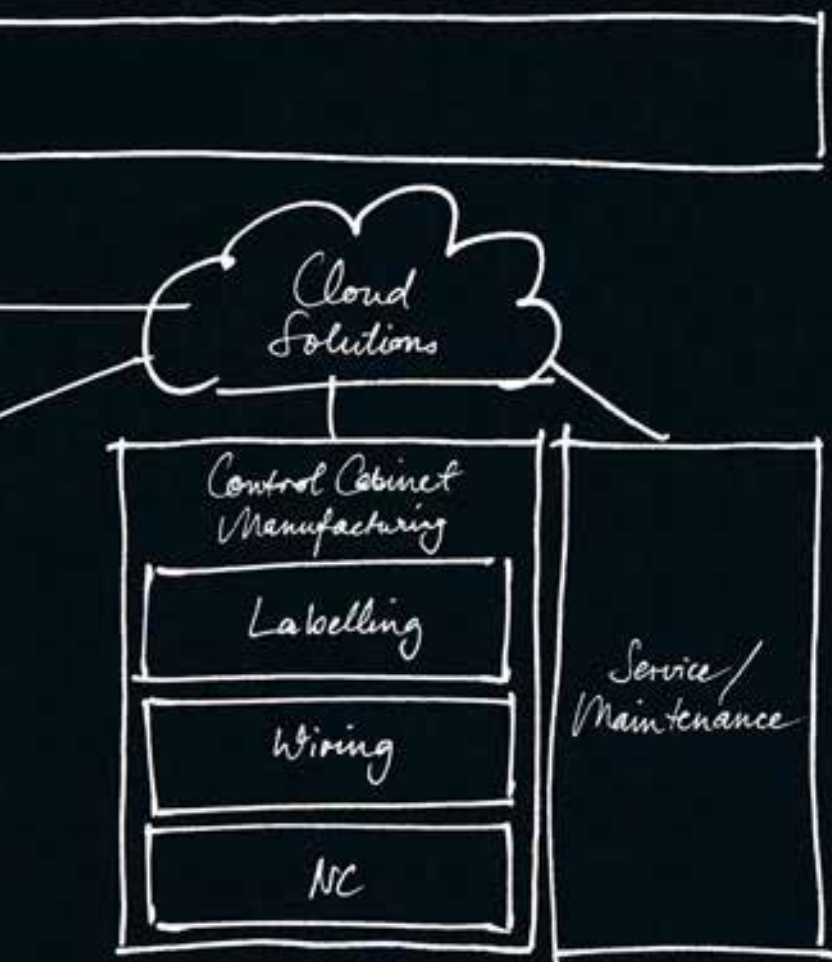 Cloud
Solutions
Control Cabinet
Manufacturing
Labelling
Wiring
NC
Service/
Maintenance